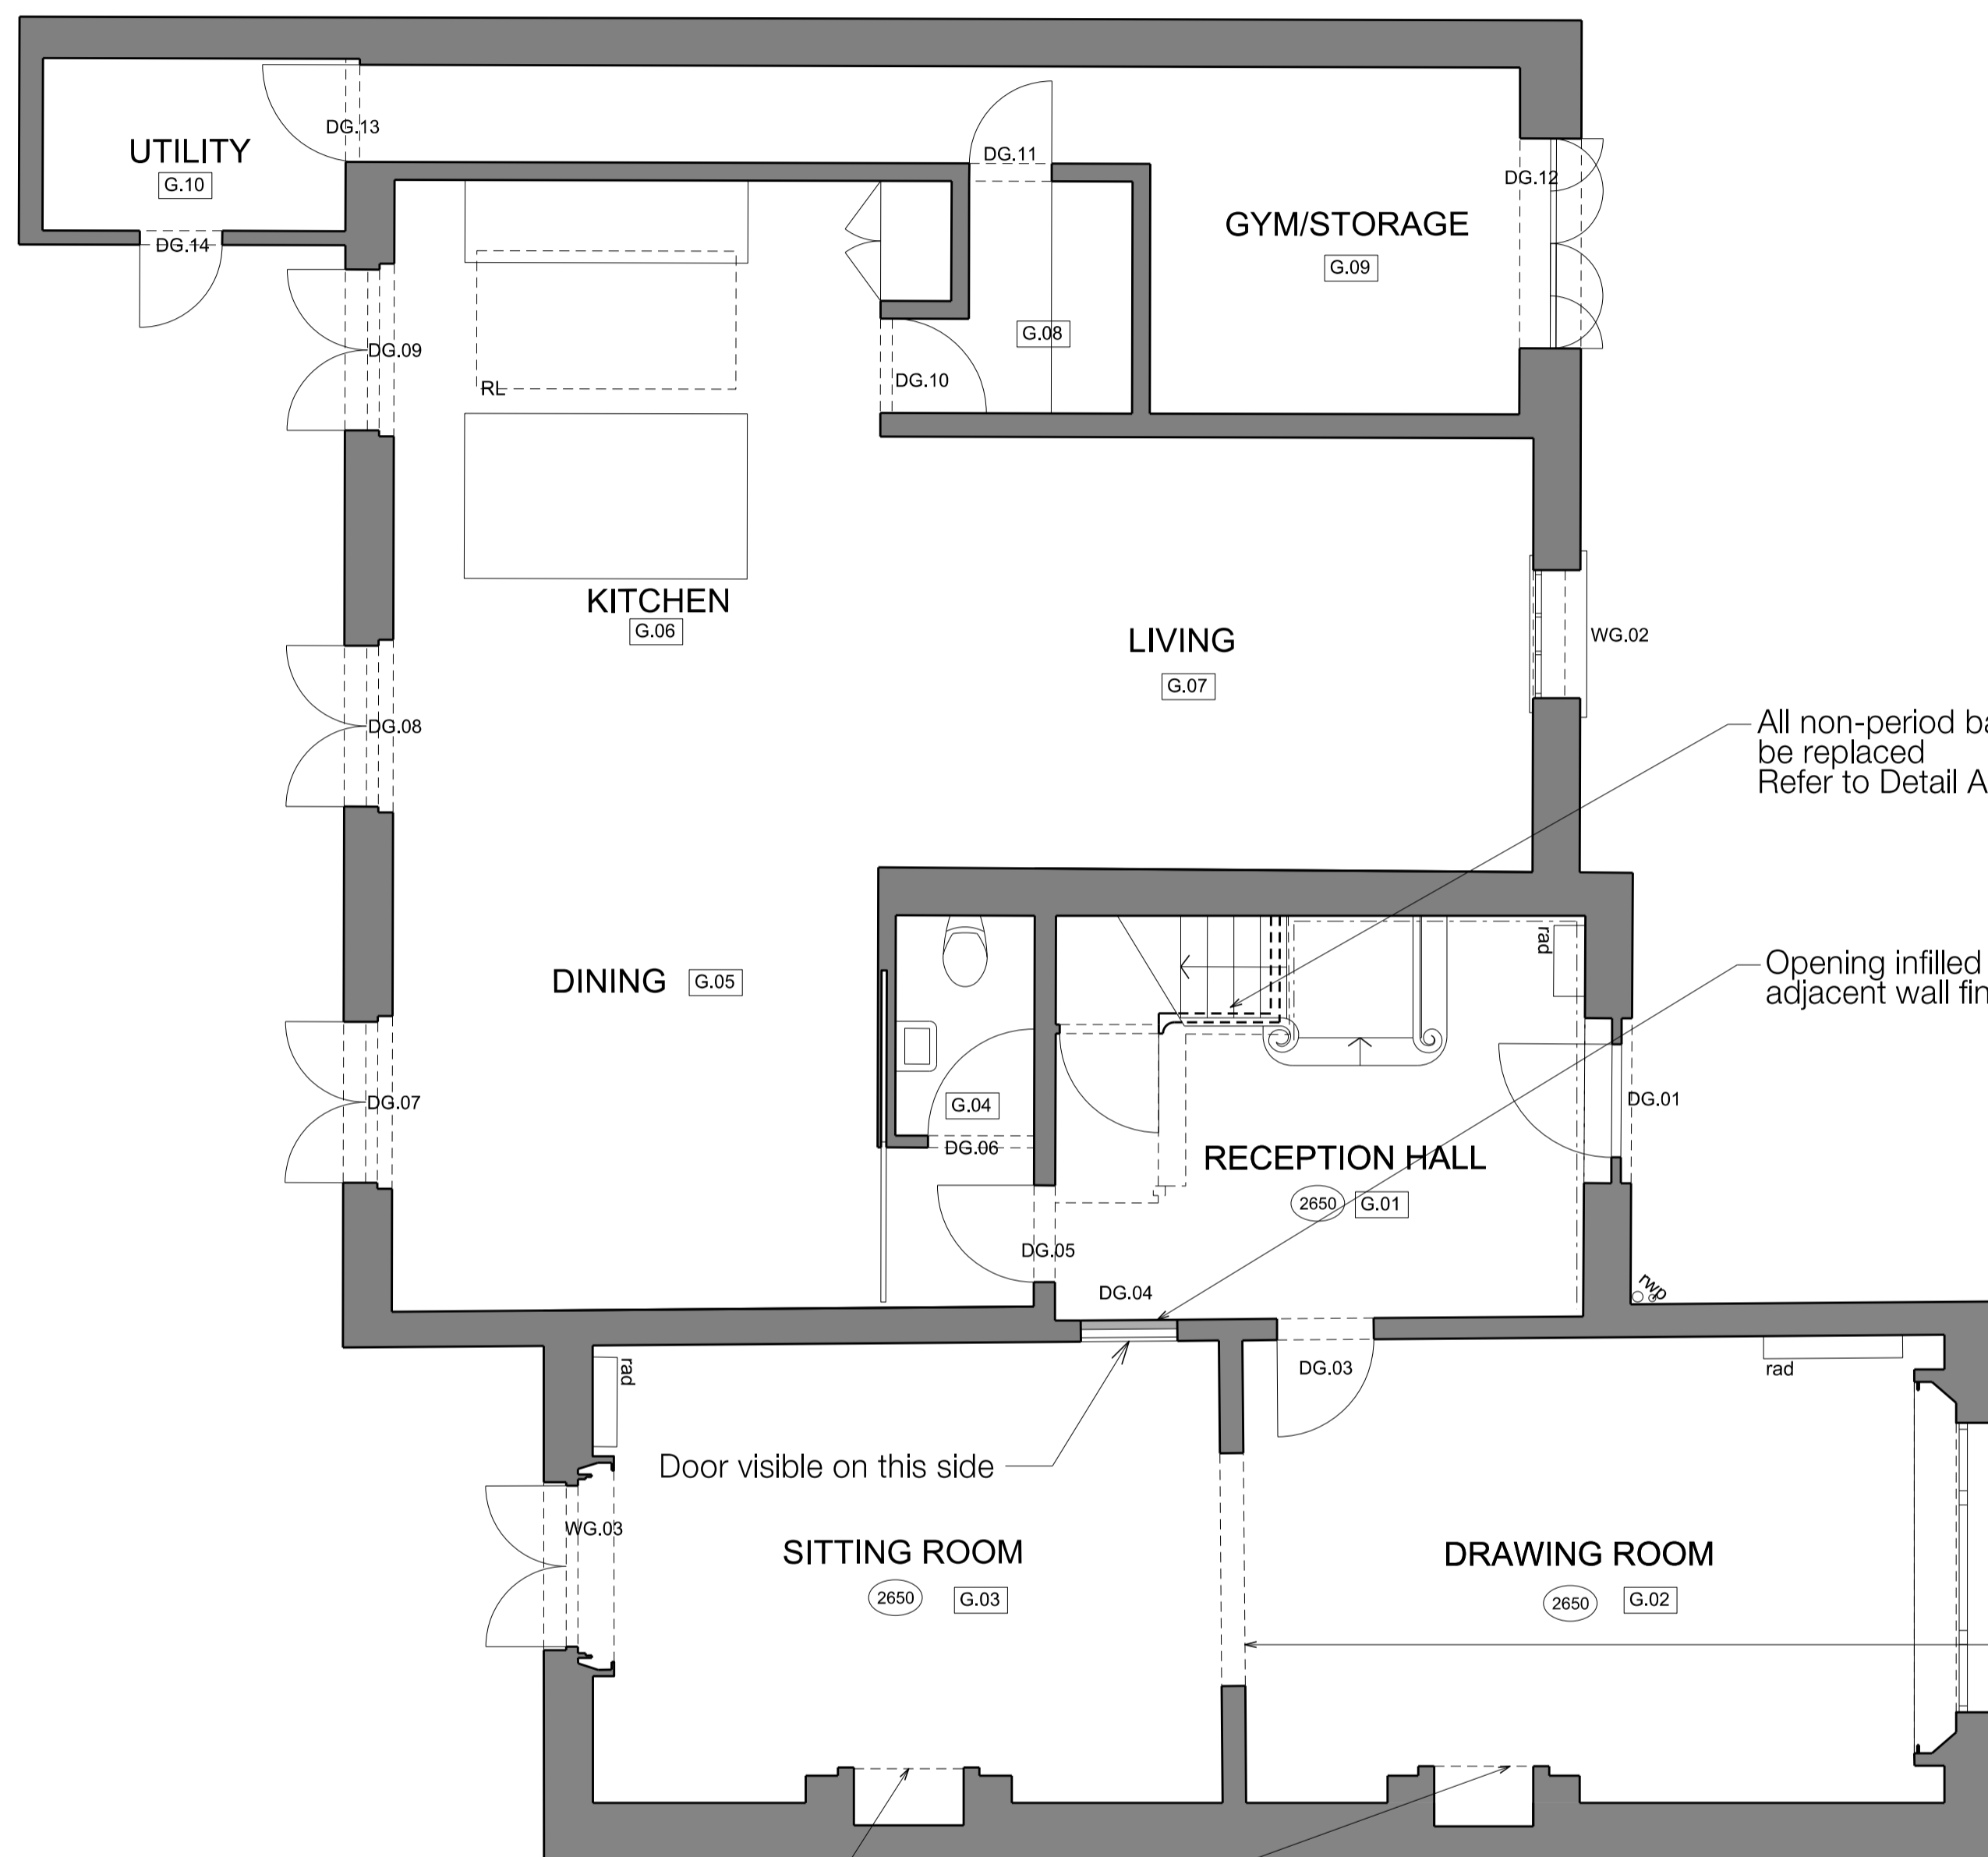 UTILITY
G.10
DG.13
DG.14
DG.11
DG.12
GYM/STORAGE
G.09
G.08
DG.10
DG.09
RL
KITCHEN
G.06
LIVING
G.07
WG.02
DG.08
All non-period ba
be replaced
Refer to Detail A
Opening infilled
adjacent wall fin
rad
DINING
G.05
G.04
DG.06
DG.07
DG.01
RECEPTION HALL
2650
G.01
DG.05
DG.04
rwp
DG.03
rad
rad
Door visible on this side
WG.03
SITTING ROOM
2650
G.03
DRAWING ROOM
2650
G.02